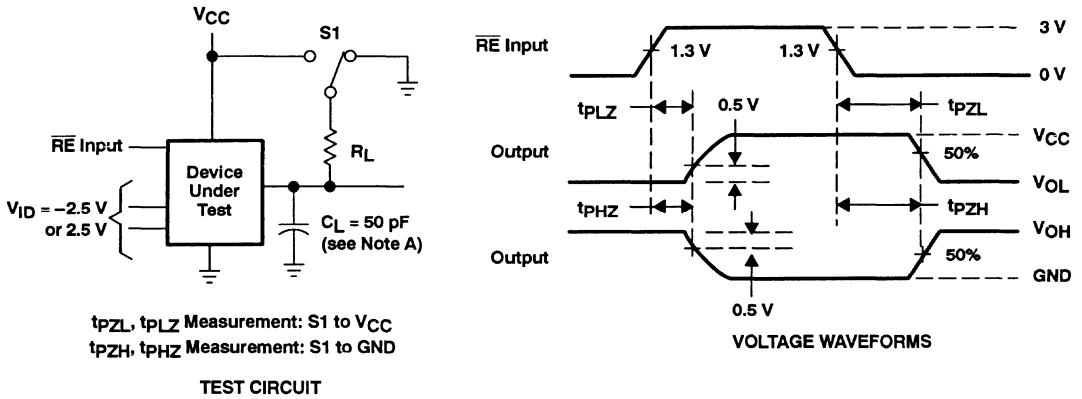 VCC
S1
RE Input
Device
Under
Test
RL
VID = –2.5 V
or 2.5 V
CL = 50 pF
(see Note A)
tPZL, tPLZ Measurement: S1 to VCC
tPZH, tPHZ Measurement: S1 to GND
TEST CIRCUIT
RE Input
1.3 V
1.3 V
3 V
0 V
tPLZ
0.5 V
tPZL
Output
VCC
50%
VOL
tPHZ
tPZH
Output
VOH
50%
GND
0.5 V
VOLTAGE WAVEFORMS